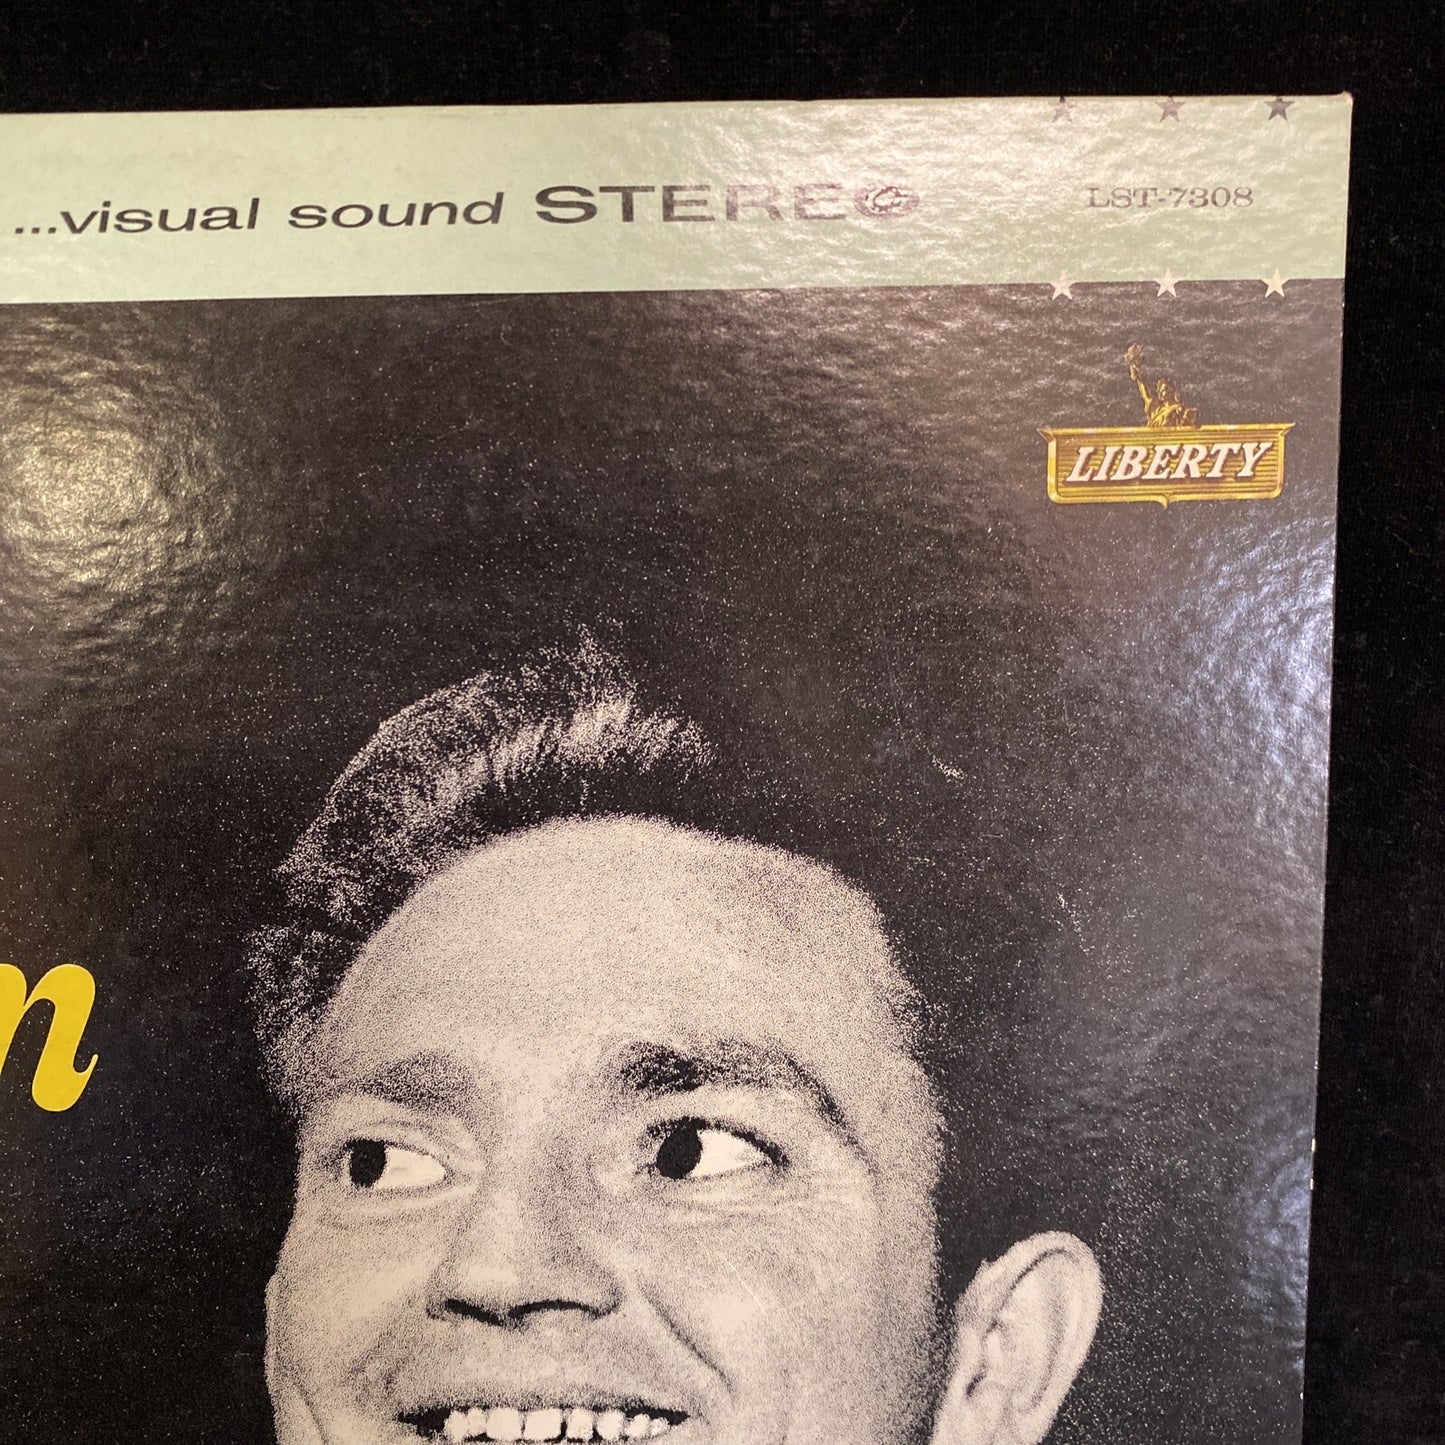 ...visual sound STEREO LST-7308
LIBERTY
n